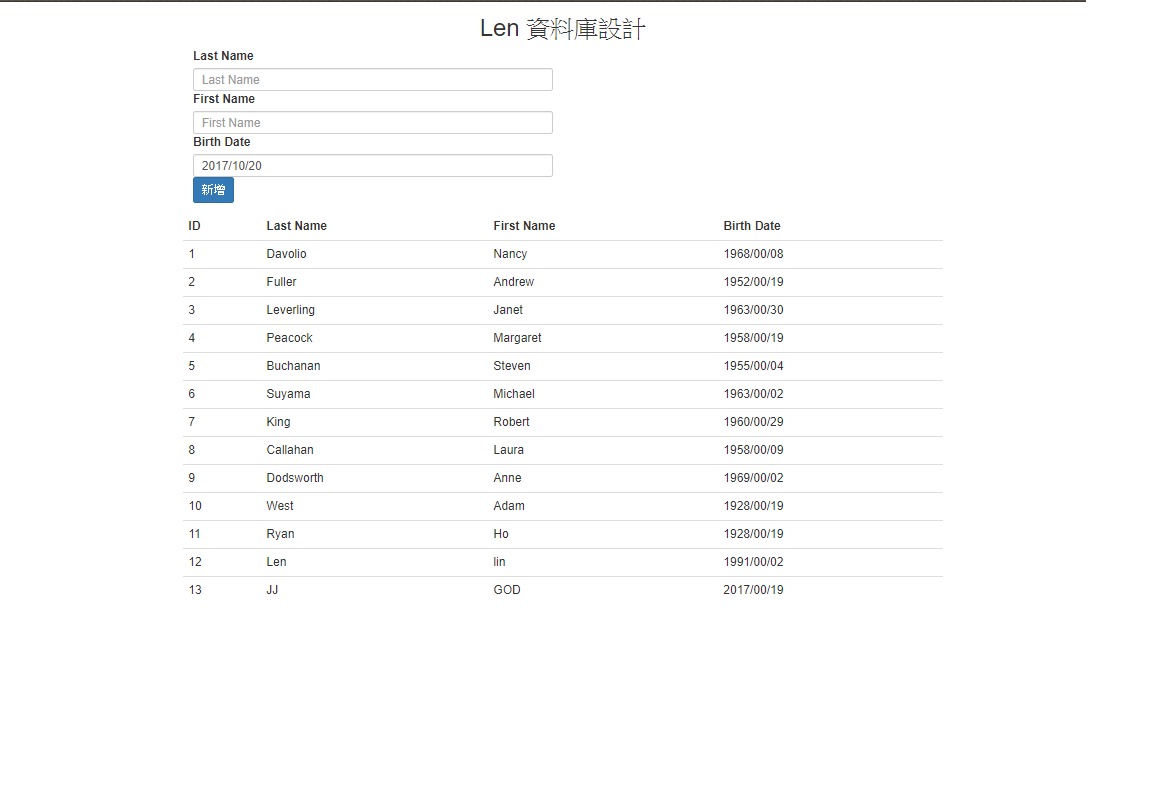 Len 資料庫設計
Last Name
Last Name
First Name
First Name
Birth Date
2017/10/20
新增
ID Last Name First Name Birth Date
1 Davolio Nancy 1968/00/08
2 Fuller Andrew 1952/00/19
3 Leverling Janet 1963/00/30
4 Peacock Margaret 1958/00/19
5 Buchanan Steven 1955/00/04
6 Suyama Michael 1963/00/02
7 King Robert 1960/00/29
8 Callahan Laura 1958/00/09
9 Dodsworth Anne 1969/00/02
10 West Adam 1928/00/19
11 Ryan Ho 1928/00/19
12 Len lin 1991/00/02
13 JJ GOD 2017/00/19